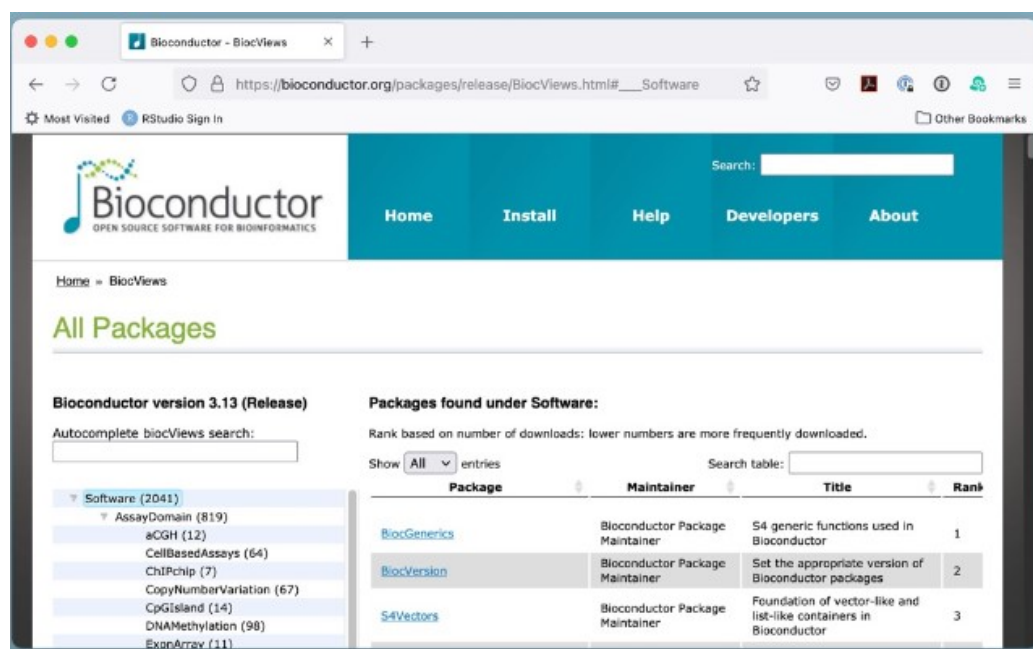 Bioconductor - BiocViews
https://bioconductor.org/packages/release/BiocViews.html#___Software
Most Visited
RStudio Sign In
Other Bookmarks
Bioconductor
OPEN SOURCE SOFTWARE FOR BIOINFORMATICS
Search:
Home
Install
Help
Developers
About
Home » BiocViews
All Packages
Bioconductor version 3.13 (Release)
Autocomplete biocViews search:
Software (2041)
AssayDomain (819)
aCGH (12)
CellBasedAssays (64)
ChIPchip (7)
CopyNumberVariation (67)
CpGIsland (14)
DNAMethylation (98)
ExonArray (11)
Packages found under Software:
Rank based on number of downloads: lower numbers are more frequently downloaded.
Show All entries
Search table:
Package Maintainer Title Rank
BiocGenerics
Bioconductor Package
Maintainer
S4 generic functions used in
Bioconductor
1
BiocVersion
Bioconductor Package
Maintainer
Set the appropriate version of
Bioconductor packages
2
S4Vectors
Bioconductor Package
Maintainer
Foundation of vector-like and
list-like containers in
Bioconductor
3